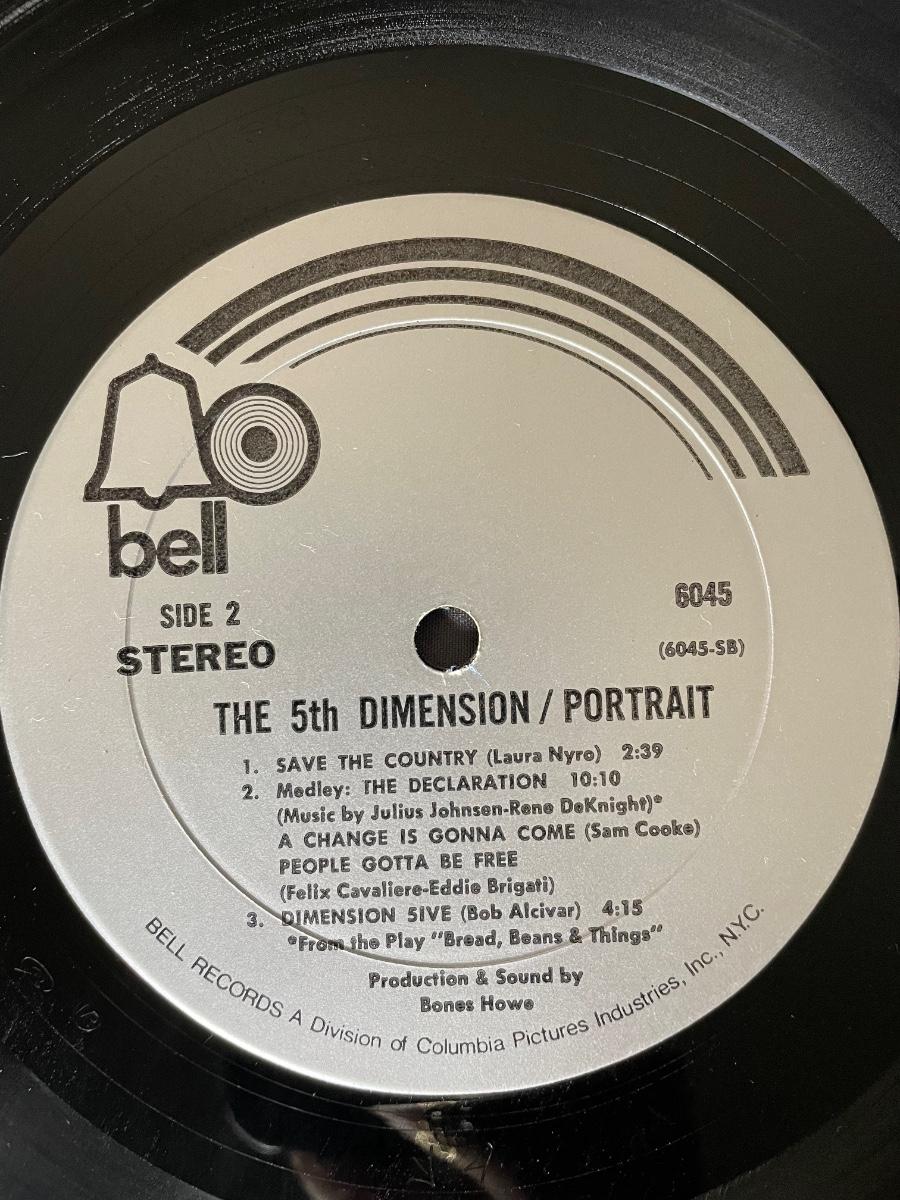 bell
SIDE 2
6045
STEREO
(6045-SB)
THE 5th DIMENSION / PORTRAIT
1. SAVE THE COUNTRY (Laura Nyro) 2:39
2. Medley: THE DECLARATION 10:10
(Music by Julius Johnsen-Rene DeKnight)*
A CHANGE IS GONNA COME (Sam Cooke)
PEOPLE GOTTA BE FREE
(Felix Cavaliere-Eddie Brigati)
3. DIMENSION 5IVE (Bob Alcivar) 4:15
*From the Play "Bread, Beans & Things"
Production & Sound by
Bones Howe
BELL RECORDS A Division of Columbia Pictures Industries, Inc., N.Y.C.